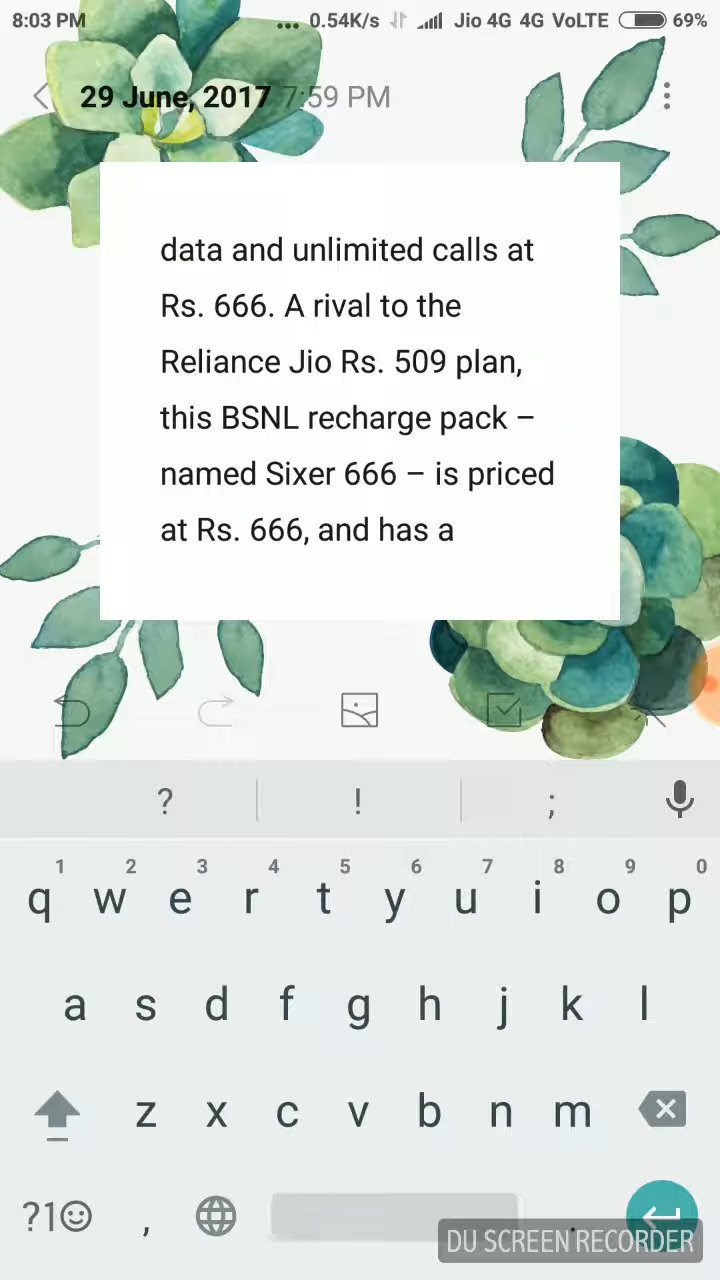 8:03 PM ... 0.54K/s Jio 4G 4G VoLTE 69%
29 June, 2017 7:59 PM
data and unlimited calls at
Rs. 666. A rival to the
Reliance Jio Rs. 509 plan,
this BSNL recharge pack –
named Sixer 666 – is priced
at Rs. 666, and has a
? ! ;
1 2 3 4 5 6 7 8 9 0
q w e r t y u i o p
a s d f g h j k l
z x c v b n m
?1☺ , .
DU SCREEN RECORDER